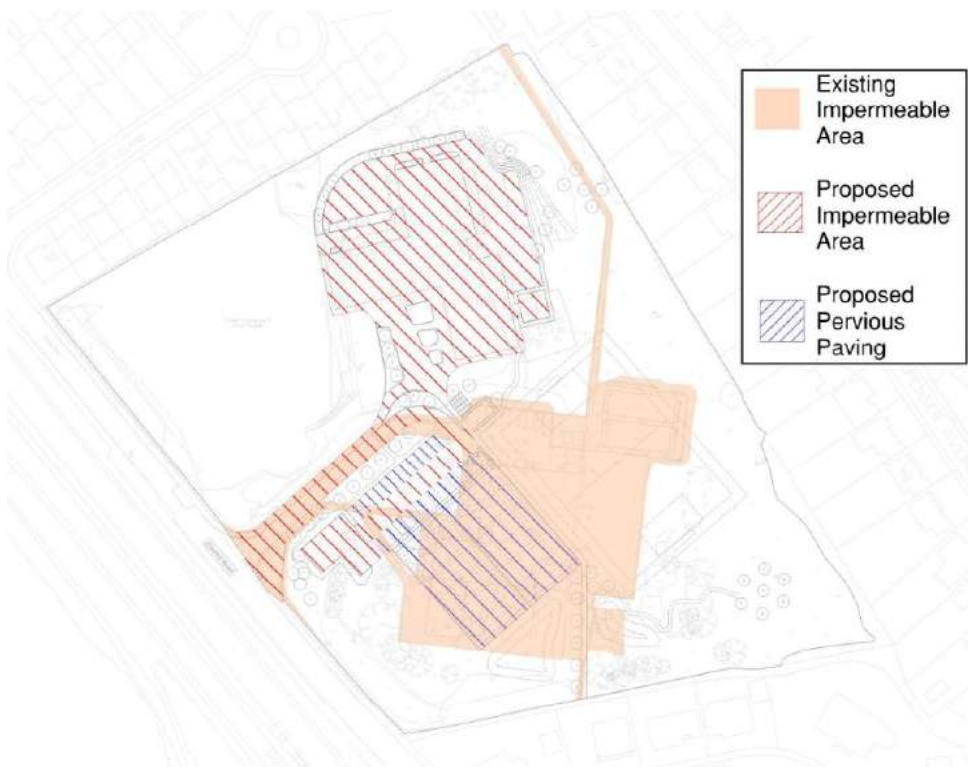 Existing
Impermeable
Area
Proposed
Impermeable
Area
Proposed
Pervious
Paving